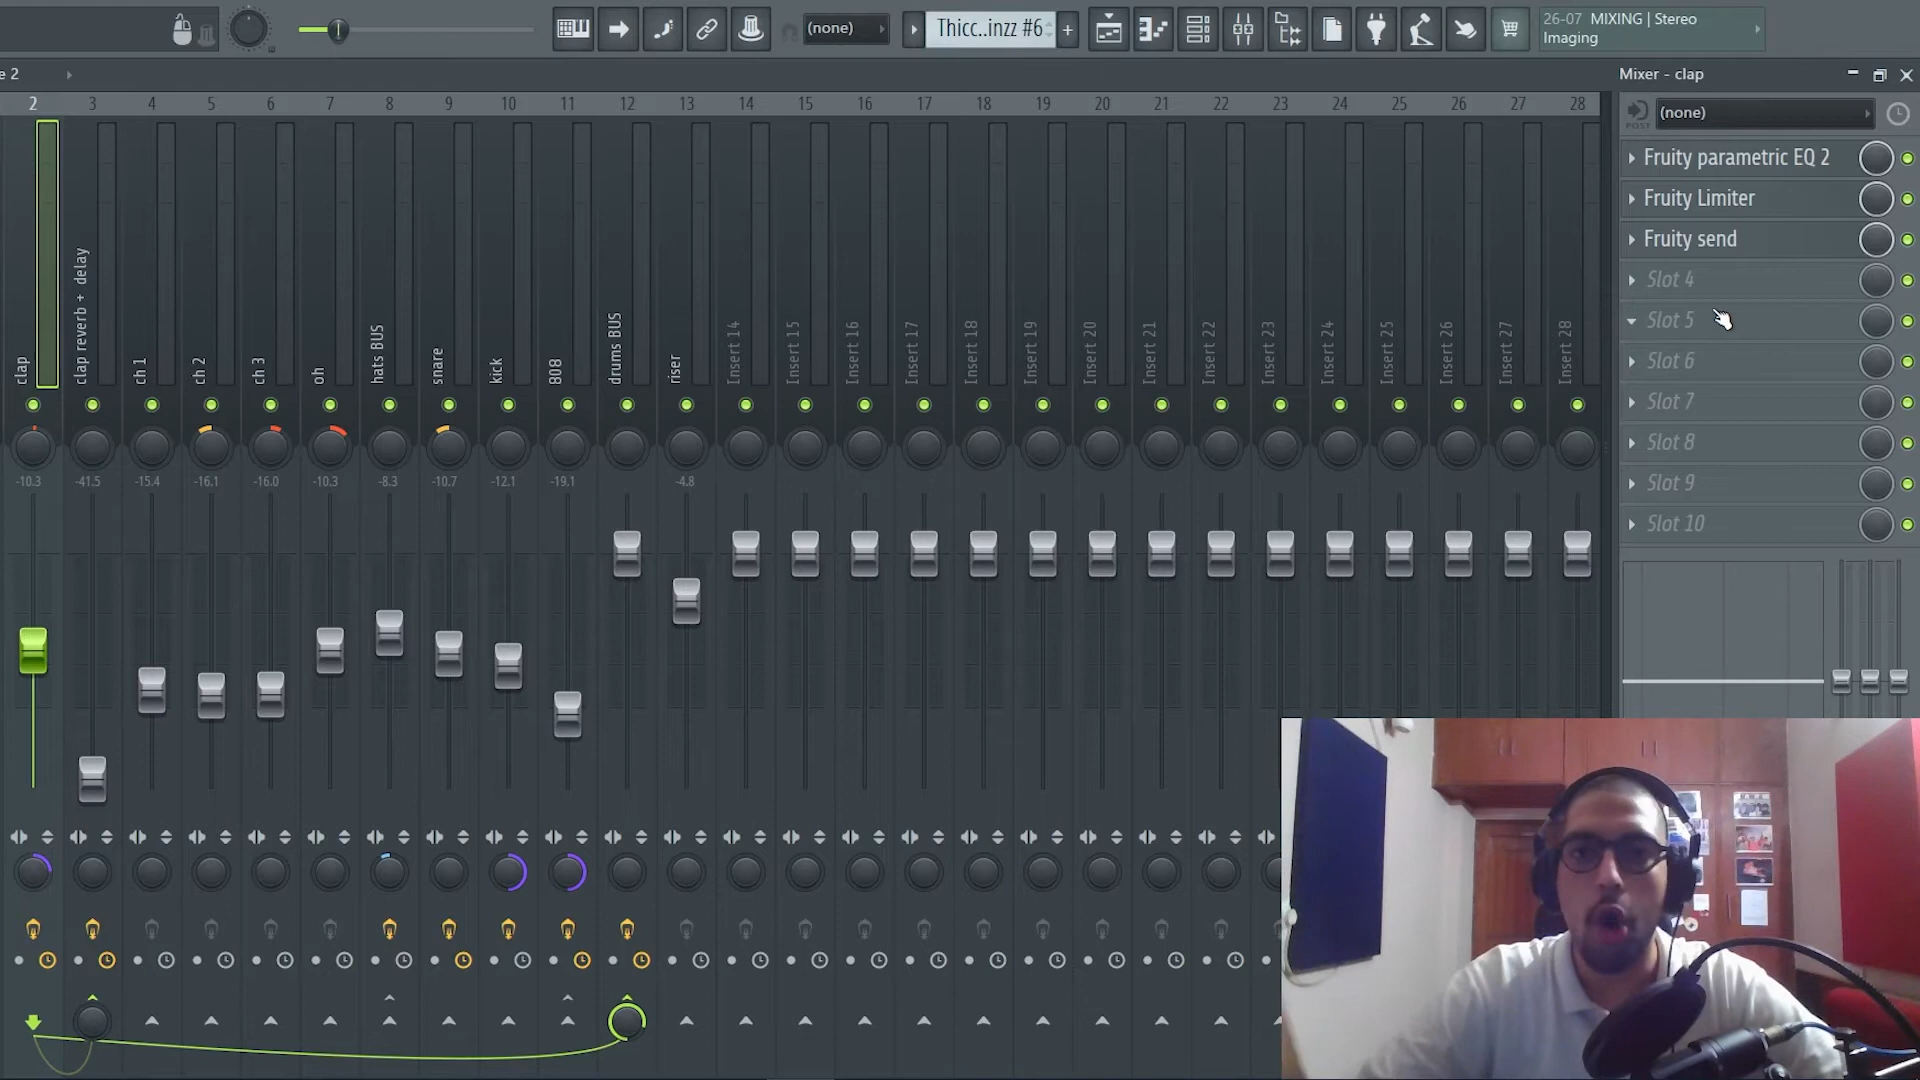 (none)
Thicc..inzz #6
+
26-07 MIXING | Stereo
Imaging
e 2
Mixer - clap
2 3 4 5 6 7 8 9 10 11 12 13 14 15 16 17 18 19 20 21 22 23 24 25 26 27 28
POST
(none)
Fruity parametric EQ 2
Fruity Limiter
Fruity send
Slot 4
Slot 5
Slot 6
Slot 7
Slot 8
Slot 9
Slot 10
clap
clap reverb + delay
ch 1
ch 2
ch 3
oh
hats BUS
snare
kick
808
drums BUS
riser
Insert 14
Insert 15
Insert 16
Insert 17
Insert 18
Insert 19
Insert 20
Insert 21
Insert 22
Insert 23
Insert 24
Insert 25
Insert 26
Insert 27
Insert 28
-10.3 -41.5 -15.4 -16.1 -16.0 -10.3 -8.3 -10.7 -12.1 -19.1 -4.8